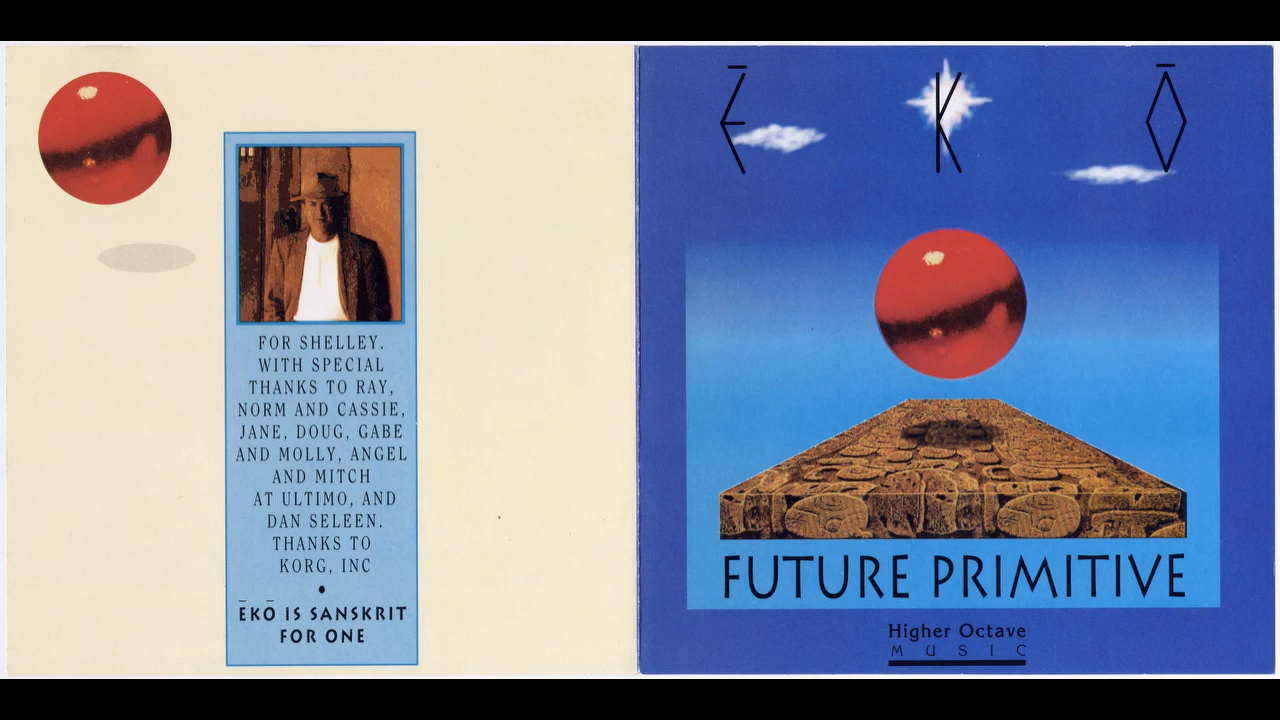 FOR SHELLEY.
WITH SPECIAL
THANKS TO RAY,
NORM AND CASSIE,
JANE, DOUG, GABE
AND MOLLY, ANGEL
AND MITCH
AT ULTIMO, AND
DAN SELEEN.
THANKS TO
KORG, INC
•
ĒKŌ IS SANSKRIT
FOR ONE
ĒKŌ
FUTURE PRIMITIVE
Higher Octave
MUSIC